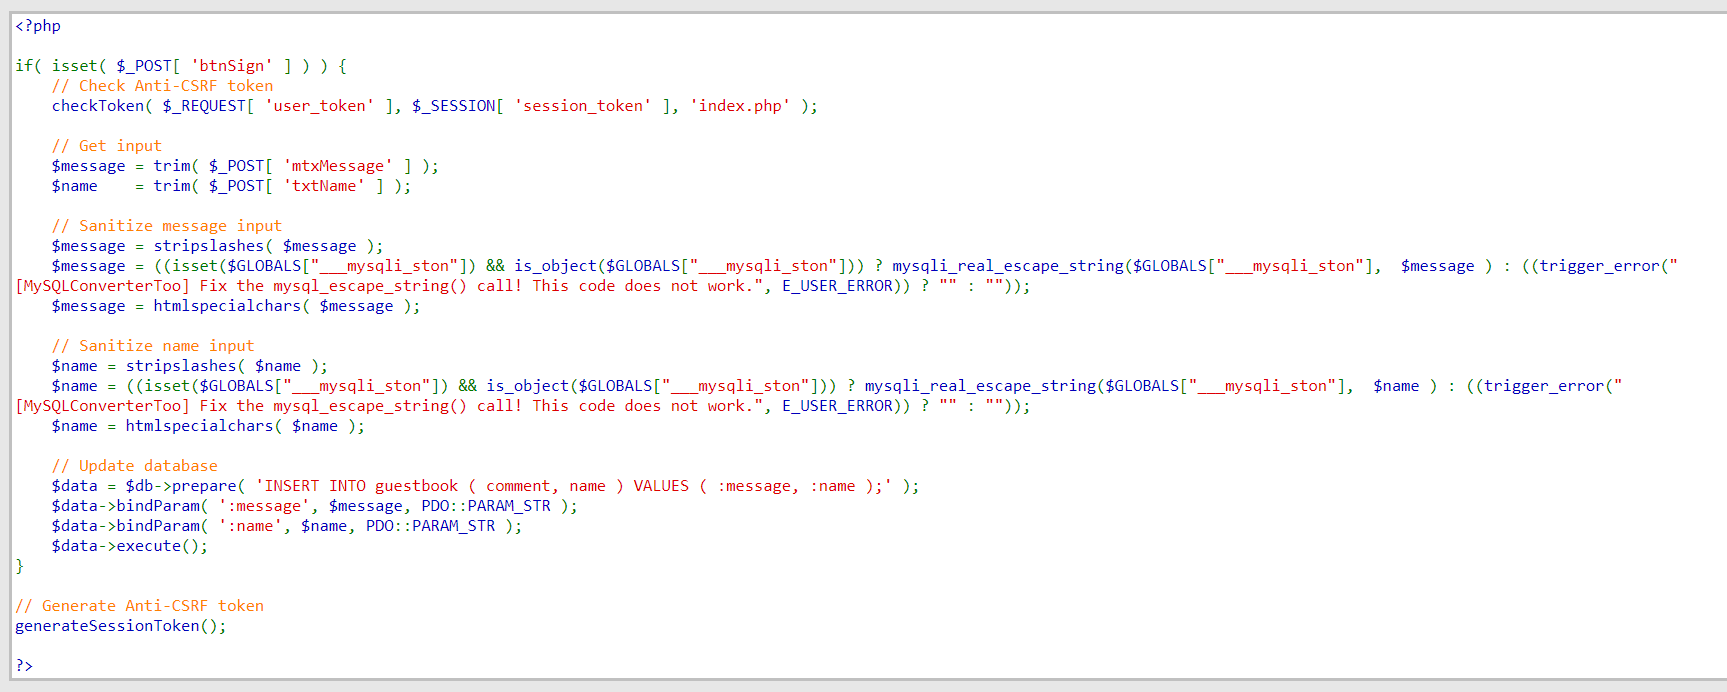 <?php
if( isset( $_POST[ 'btnSign' ] ) ) {
// Check Anti-CSRF token
checkToken( $_REQUEST[ 'user_token' ], $_SESSION[ 'session_token' ], 'index.php' );
// Get input
$message = trim( $_POST[ 'mtxMessage' ] );
$name    = trim( $_POST[ 'txtName' ] );
// Sanitize message input
$message = stripslashes( $message );
$message = ((isset($GLOBALS["___mysqli_ston"]) && is_object($GLOBALS["___mysqli_ston"])) ? mysqli_real_escape_string($GLOBALS["___mysqli_ston"],  $message ) : ((trigger_error("
[MySQLConverterToo] Fix the mysql_escape_string() call! This code does not work.", E_USER_ERROR)) ? "" : ""));
$message = htmlspecialchars( $message );
// Sanitize name input
$name = stripslashes( $name );
$name = ((isset($GLOBALS["___mysqli_ston"]) && is_object($GLOBALS["___mysqli_ston"])) ? mysqli_real_escape_string($GLOBALS["___mysqli_ston"],  $name ) : ((trigger_error("
[MySQLConverterToo] Fix the mysql_escape_string() call! This code does not work.", E_USER_ERROR)) ? "" : ""));
$name = htmlspecialchars( $name );
// Update database
$data = $db->prepare( 'INSERT INTO guestbook ( comment, name ) VALUES ( :message, :name );' );
$data->bindParam( ':message', $message, PDO::PARAM_STR );
$data->bindParam( ':name', $name, PDO::PARAM_STR );
$data->execute();
}
// Generate Anti-CSRF token
generateSessionToken();
?>